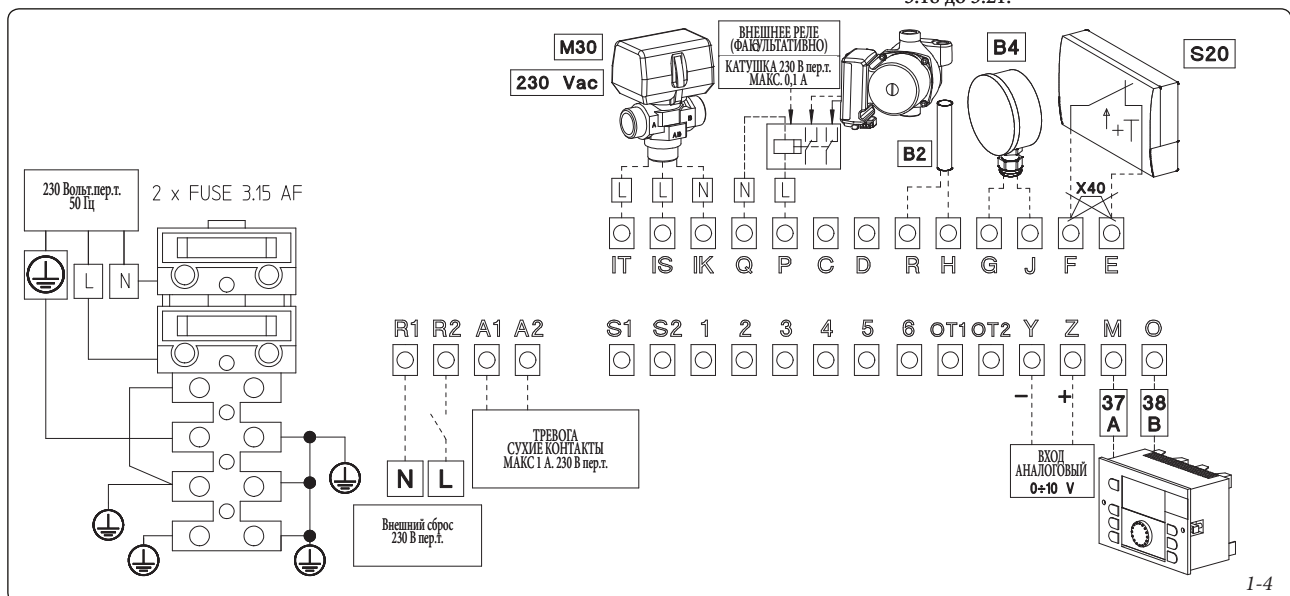 3.18 до 3.21.
M30
230 Vac
ВНЕШНЕЕ РЕЛЕ
(ФАКУЛЬТАТИВНО)
КАТУШКА 230 В пер.т.
МАКС. 0,1 А
B4
S20
B2
+T
X40
A
B
AB
L
L
N
N
L
IT
IS
IK
Q
P
C
D
R
H
G
J
F
E
230 Вольт.пер.т.
50 Гц
2 x FUSE 3.15 AF
L
N
R1
R2
A1
A2
S1
S2
1
2
3
4
5
6
OT1
OT2
Y
Z
M
O
N
L
Внешний сброс
230 В пер.т.
ТРЕВОГА
СУХИЕ КОНТАКТЫ
МАКС 1 А. 230 В пер.т.
-
+
ВХОД
АНАЛОГОВЫЙ
0÷10 V
37
A
38
B
1-4